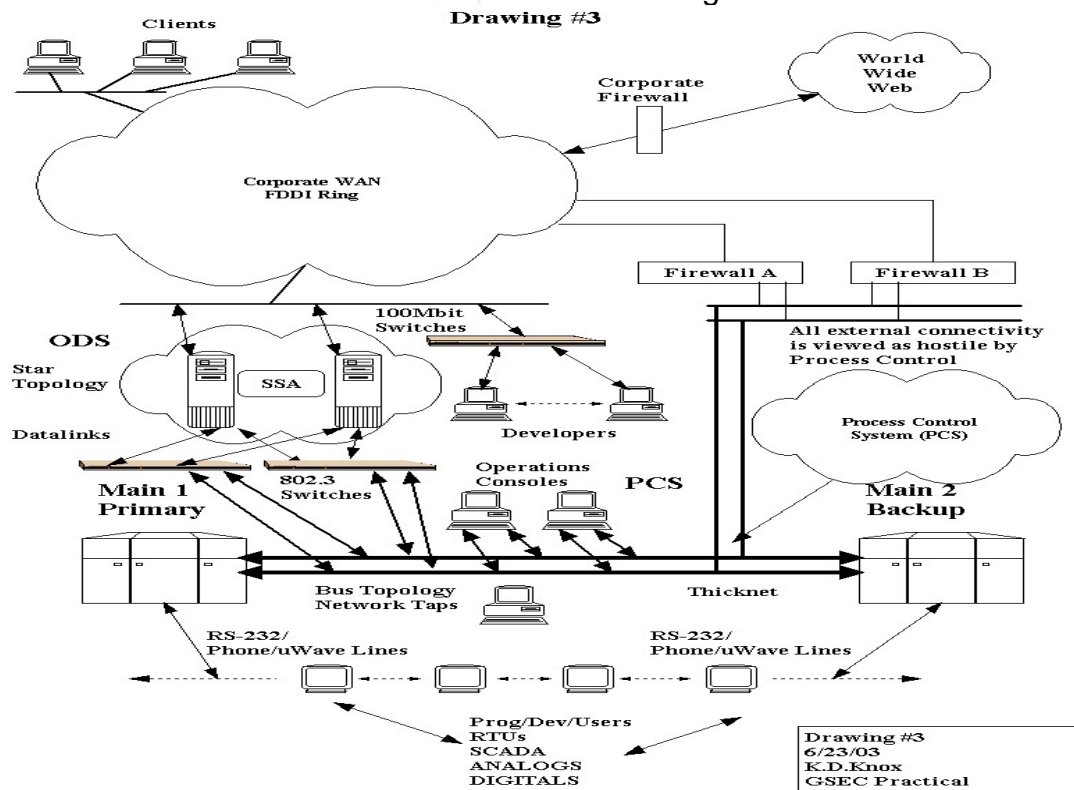 Drawing #3
Clients
World
Wide
Web
Corporate
Firewall
Corporate WAN
FDDI Ring
Firewall A
Firewall B
100Mbit
Switches
All external connectivity
is viewed as hostile by
Process Control
ODS
Star
Topology
SSA
Process Control
System (PCS)
Developers
Datalinks
802.3
Switches
Operations
Consoles
PCS
Main 1
Primary
Main 2
Backup
Bus Topology
Network Taps
Thicknet
RS-232/
Phone/uWave Lines
RS-232/
Phone/uWave Lines
Prog/Dev/Users
RTUs
SCADA
ANALOGS
DIGITALS
Drawing #3
6/23/03
K.D.Knox
GSEC Practical